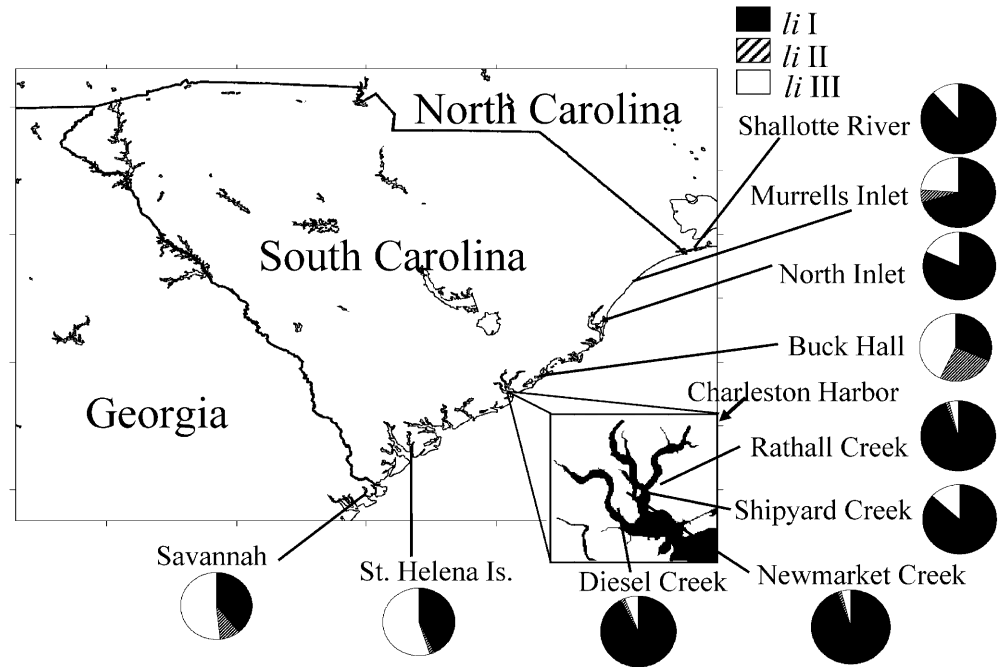 li I
li II
li III
North Carolina
Shallotte River
Murrells Inlet
South Carolina
North Inlet
Buck Hall
Georgia
Charleston Harbor
Rathall Creek
Shipyard Creek
Savannah
St. Helena Is.
Diesel Creek
Newmarket Creek